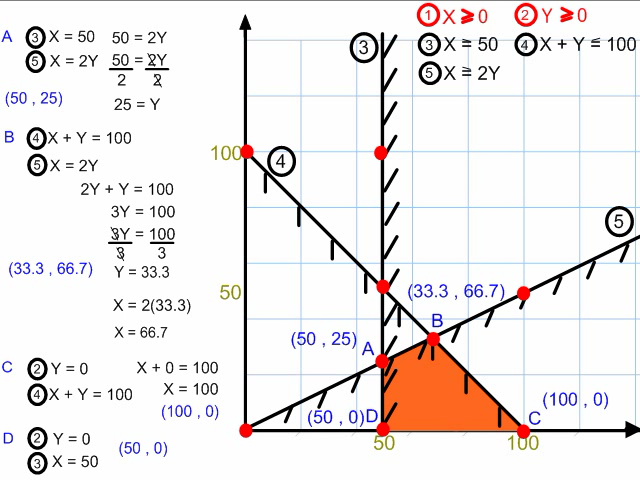 ① X ≥ 0 ② Y ≥ 0
③ X ≥ 50 ④ X + Y ≤ 100
⑤ X ≥ 2Y
A ③ X = 50 50 = 2Y
⑤ X = 2Y 50 = 2Y
2 2
(50 , 25) 25 = Y
B ④ X + Y = 100
⑤ X = 2Y
2Y + Y = 100
3Y = 100
3Y = 100
3 3
(33.3 , 66.7) Y = 33.3
X = 2(33.3)
X = 66.7
C ② Y = 0 X + 0 = 100
④ X + Y = 100 X = 100
(100 , 0)
D ② Y = 0 (50 , 0)
③ X = 50
③
100 ④
⑤
50 (33.3 , 66.7)
B
(50 , 25) A
(100 , 0)
(50 , 0) D C
50 100